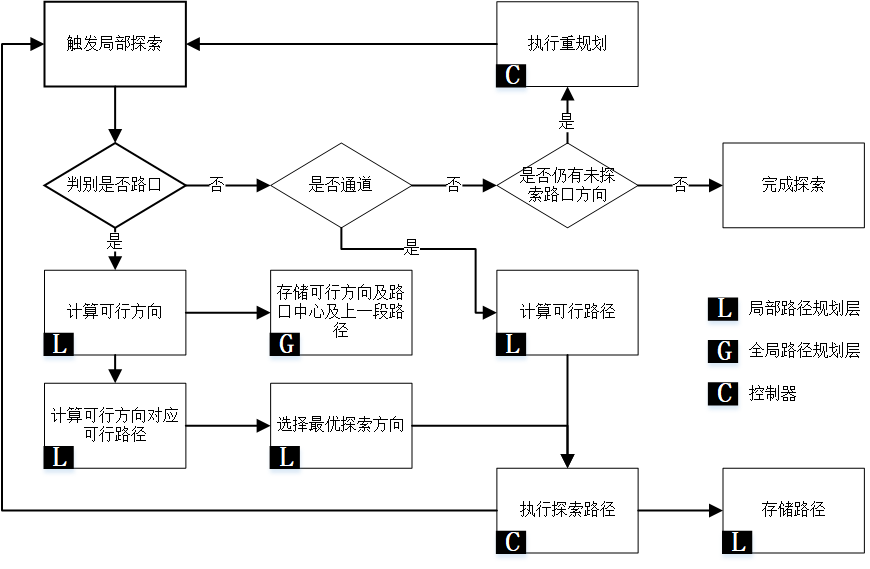 触发局部探索
执行重规划
C
是
判别是否路口
否
是否通道
否
是否仍有未探
索路口方向
否
完成探索
是
是
计算可行方向
L
存储可行方向及路
口中心及上一段路
径
G
计算可行路径
L
L 局部路径规划层
G 全局路径规划层
C 控制器
计算可行方向对应
可行路径
L
选择最优探索方向
L
执行探索路径
C
存储路径
L